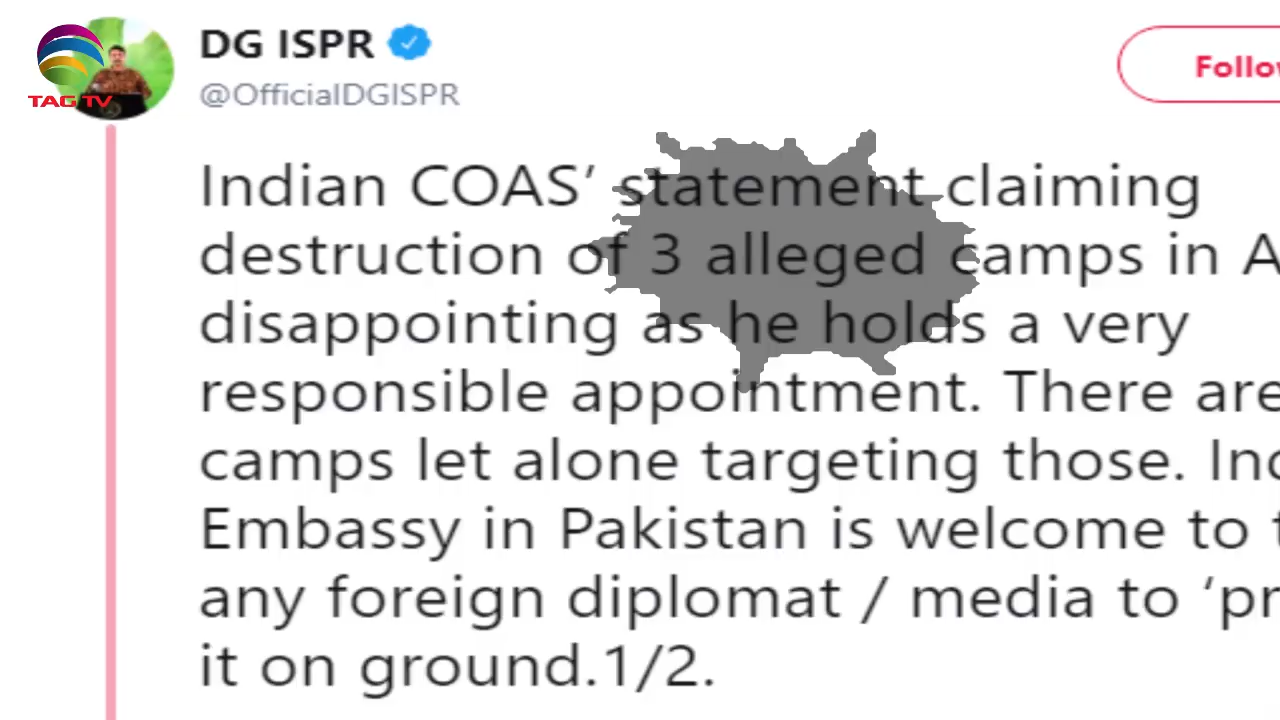 TAG TV
DG ISPR
@OfficialDGISPR
Follow
Indian COAS’ statement claiming
destruction of 3 alleged camps in A
disappointing as he holds a very
responsible appointment. There are
camps let alone targeting those. Ind
Embassy in Pakistan is welcome to t
any foreign diplomat / media to ‘pr
it on ground.1/2.